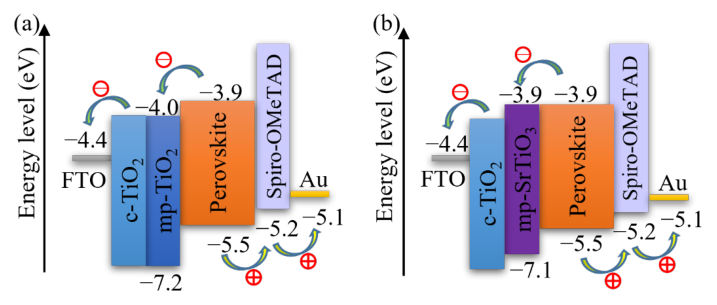 (a)
Energy level (eV)
⊖
⊖
−4.4
−4.0
−3.9
FTO
c-TiO₂
mp-TiO₂
Perovskite
Spiro-OMeTAD
Au
−5.1
−5.2
−5.5
−7.2
⊕
⊕
(b)
Energy level (eV)
⊖
⊖
−4.4
−3.9
−3.9
FTO
c-TiO₂
mp-SrTiO₃
Perovskite
Spiro-OMeTAD
Au
−5.1
−5.2
−5.5
−7.1
⊕
⊕